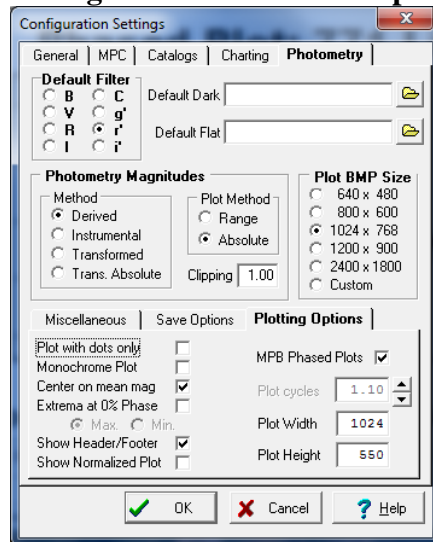 Configuration Settings
General MPC Catalogs Charting Photometry
Default Filter
B C
V g'
R r'
I i'
Default Dark
Default Flat
Photometry Magnitudes
Method
Derived
Instrumental
Transformed
Trans. Absolute
Plot Method
Range
Absolute
Clipping 1.00
Plot BMP Size
640 x 480
800 x 600
1024 x 768
1200 x 900
2400 x 1800
Custom
Miscellaneous Save Options Plotting Options
Plot with dots only
Monochrome Plot
Center on mean mag
Extrema at 0% Phase
Max. Min.
Show Header/Footer
Show Normalized Plot
MPB Phased Plots
Plot cycles 1.10
Plot Width 1024
Plot Height 550
OK Cancel Help